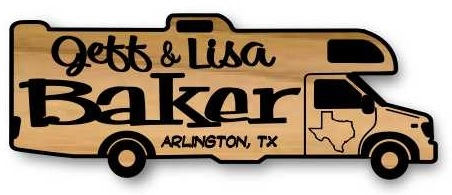 Jeff & Lisa
Baker
ARLINGTON, TX